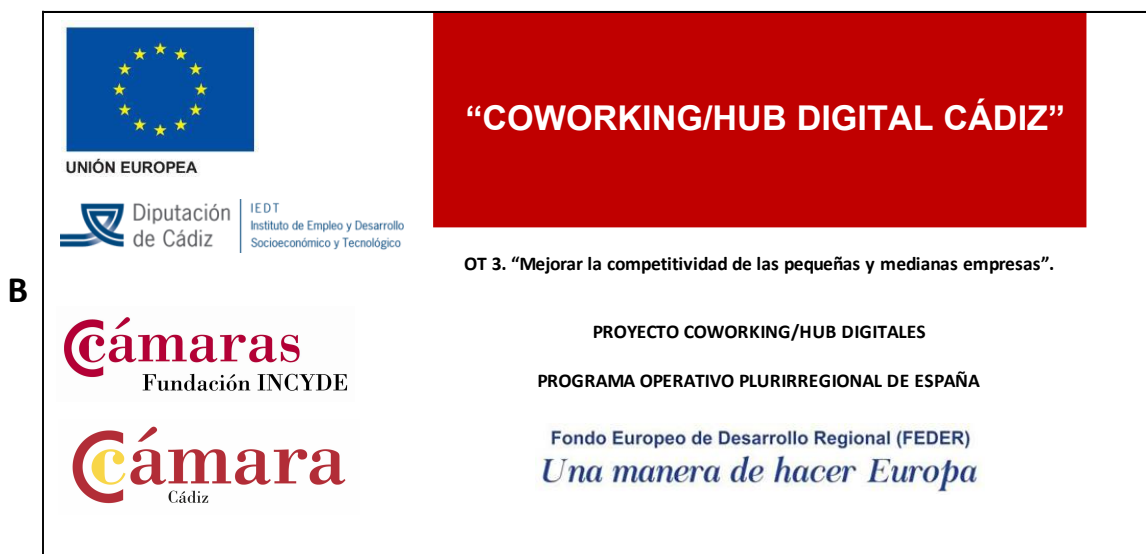 UNIÓN EUROPEA
Diputación
de Cádiz
IEDT
Instituto de Empleo y Desarrollo
Socioeconómico y Tecnológico
B
Cámaras
Fundación INCYDE
Cámara
Cádiz
“COWORKING/HUB DIGITAL CÁDIZ”
OT 3. “Mejorar la competitividad de las pequeñas y medianas empresas”.
PROYECTO COWORKING/HUB DIGITALES
PROGRAMA OPERATIVO PLURIRREGIONAL DE ESPAÑA
Fondo Europeo de Desarrollo Regional (FEDER)
Una manera de hacer Europa